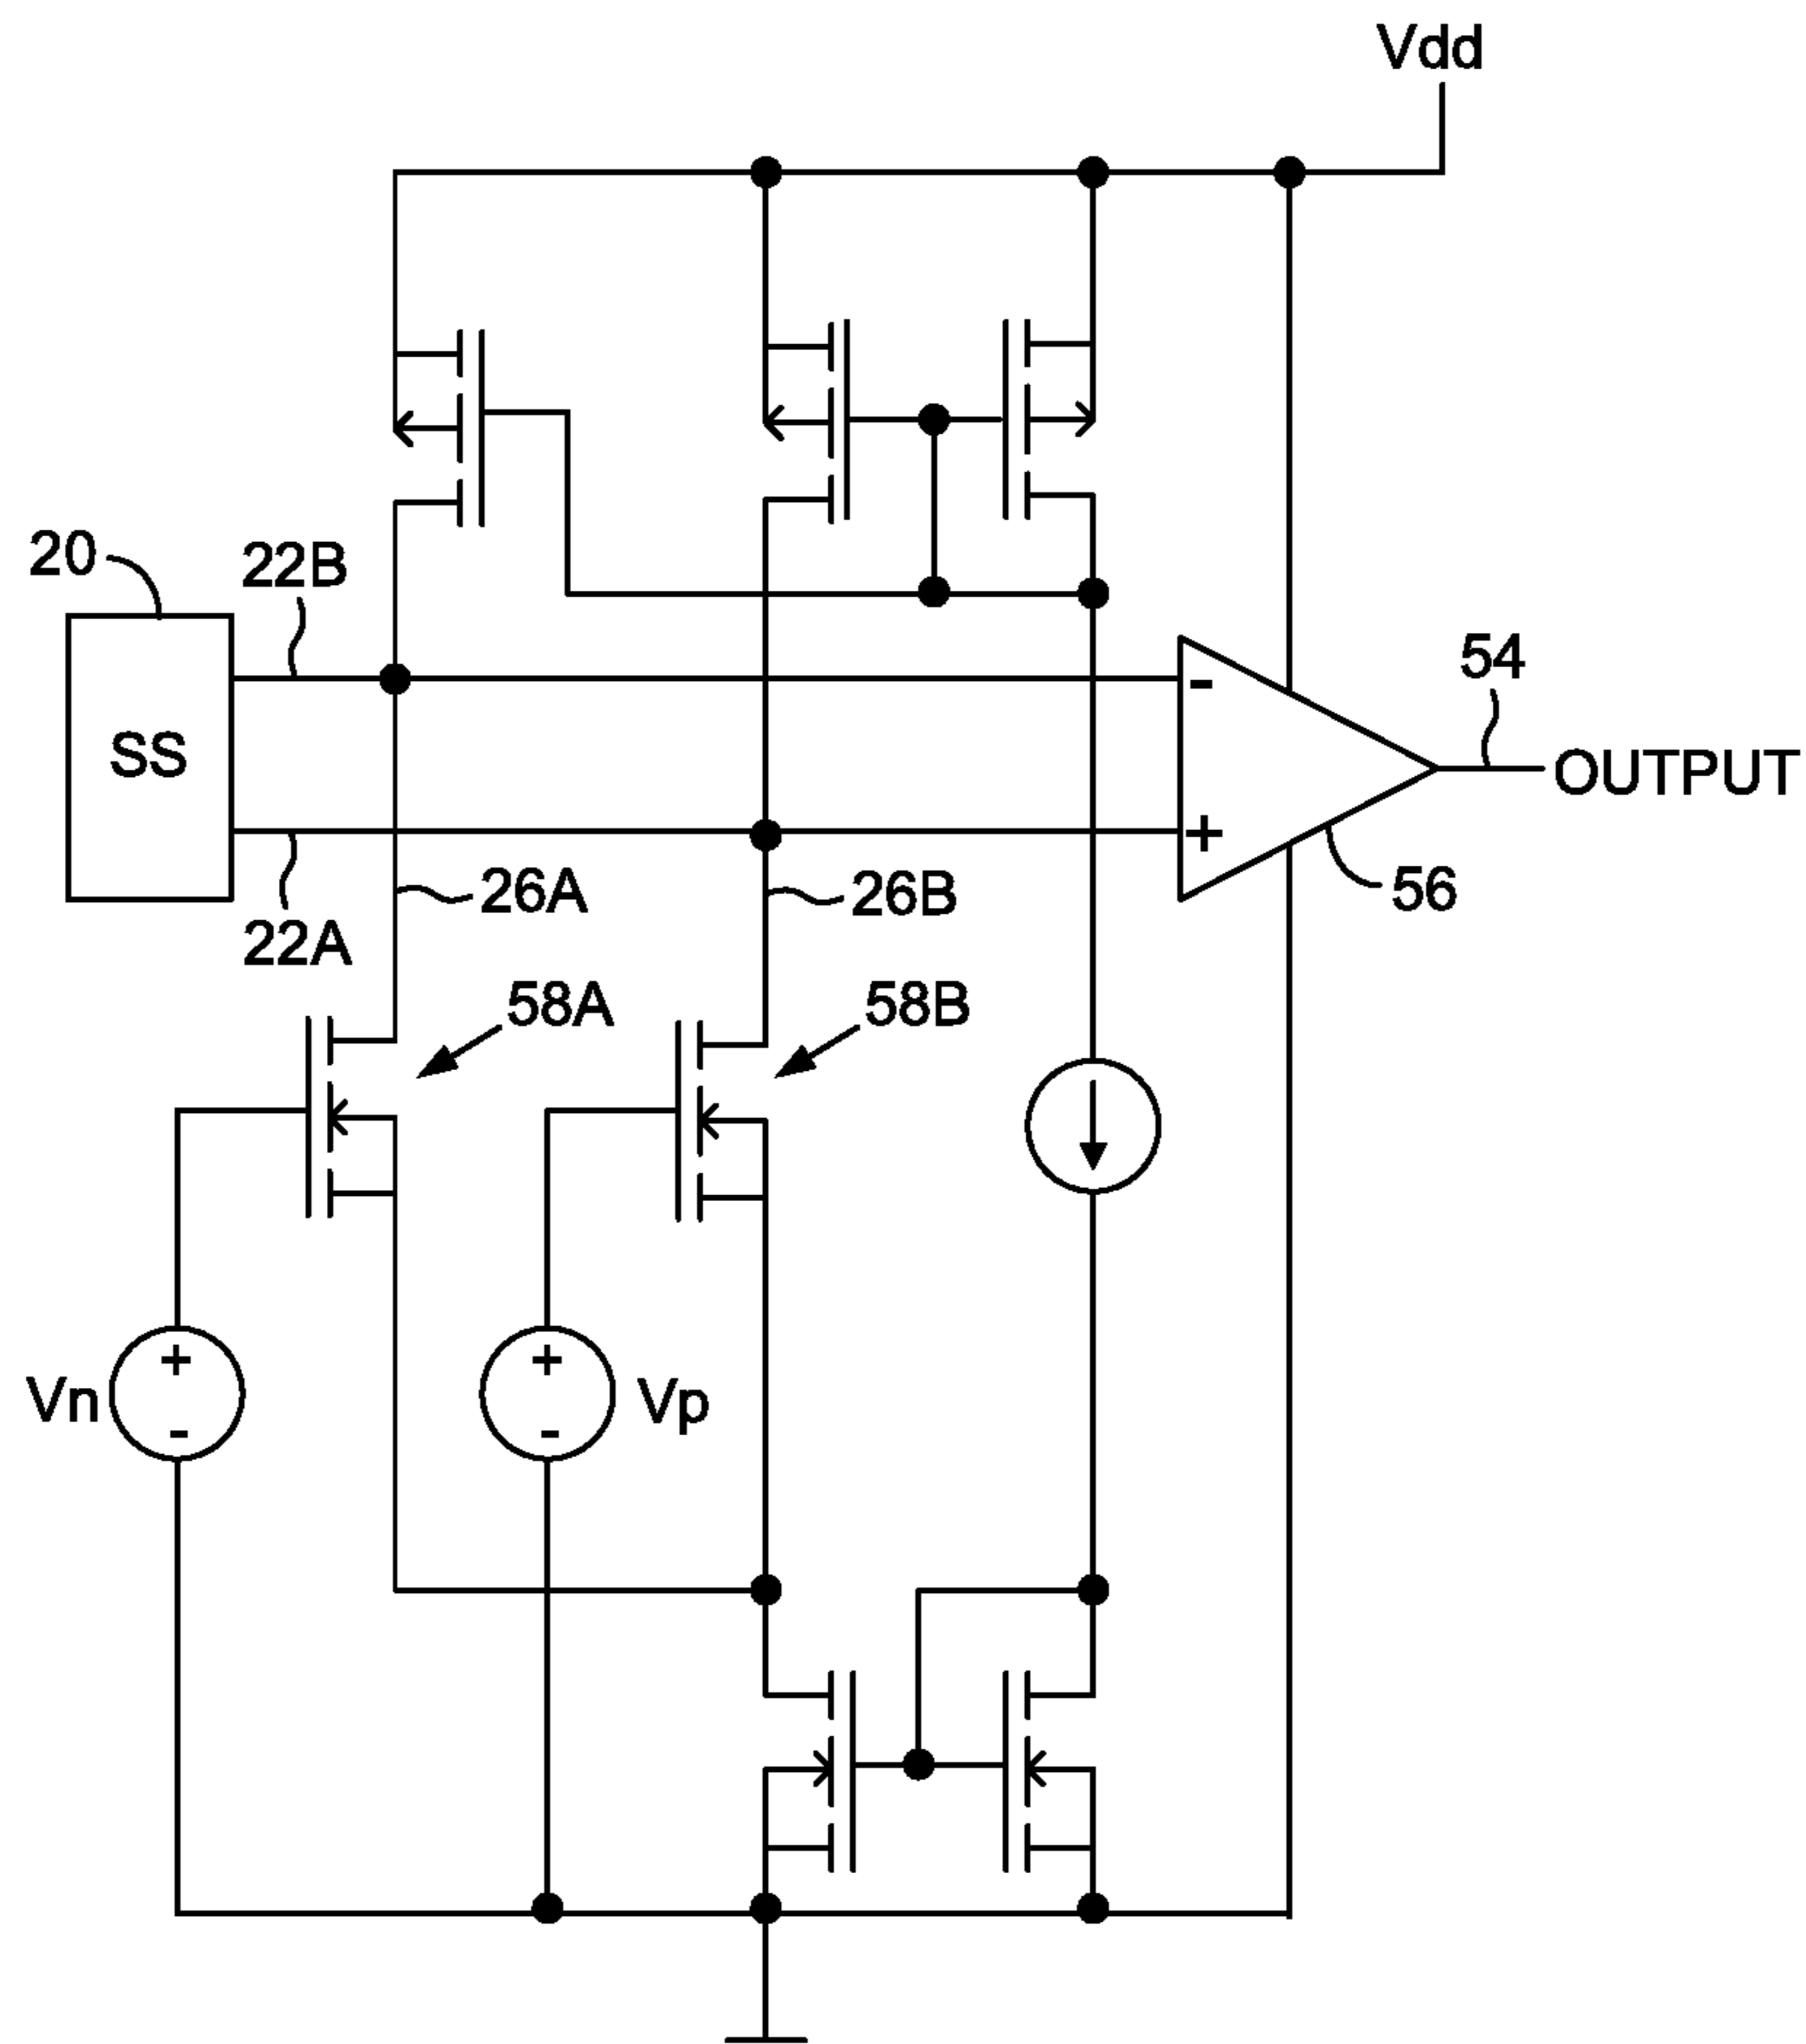 Vdd
20
22B
SS
-
54
OUTPUT
+
56
26A
26B
22A
58A
58B
Vn
+
-
+
-
Vp